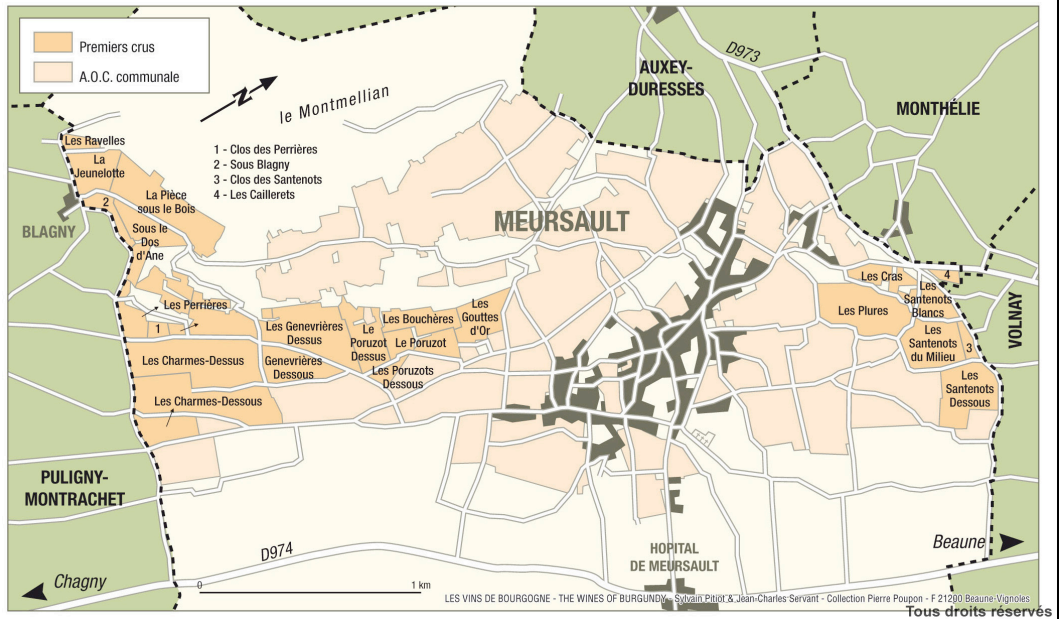 Premiers crus
A.O.C. communale
N
le Montmellian
1 - Clos des Perrières
2 - Sous Blagny
3 - Clos des Santenots
4 - Les Caillerets
D973
AUXEY-
DURESSES
MONTHÉLIE
Les Ravelles
La
Jeunelotte
La Pièce
sous le Bois
2
BLAGNY
Sous le
Dos
d'Ane
MEURSAULT
Les Perrières
1
Les Genevrières
Dessus
Le
Poruzot
Dessus
Les Bouchères
Le Poruzot
Les
Gouttes
d'Or
Les Charmes-Dessus
Genevrières
Dessous
Les Poruzots
Dessous
Les Charmes-Dessous
Les Cras
4
Les
Santenots
Blancs
Les Plures
Les
Santenots
du Milieu
3
Les
Santenots
Dessous
VOLNAY
PULIGNY-
MONTRACHET
D974
HOPITAL
DE MEURSAULT
Beaune
Chagny
0
1 km
LES VINS DE BOURGOGNE - THE WINES OF BURGUNDY - Sylvain Pitiot & Jean-Charles Servant - Collection Pierre Poupon - F 21200 Beaune-Vignoles
Tous droits réservés